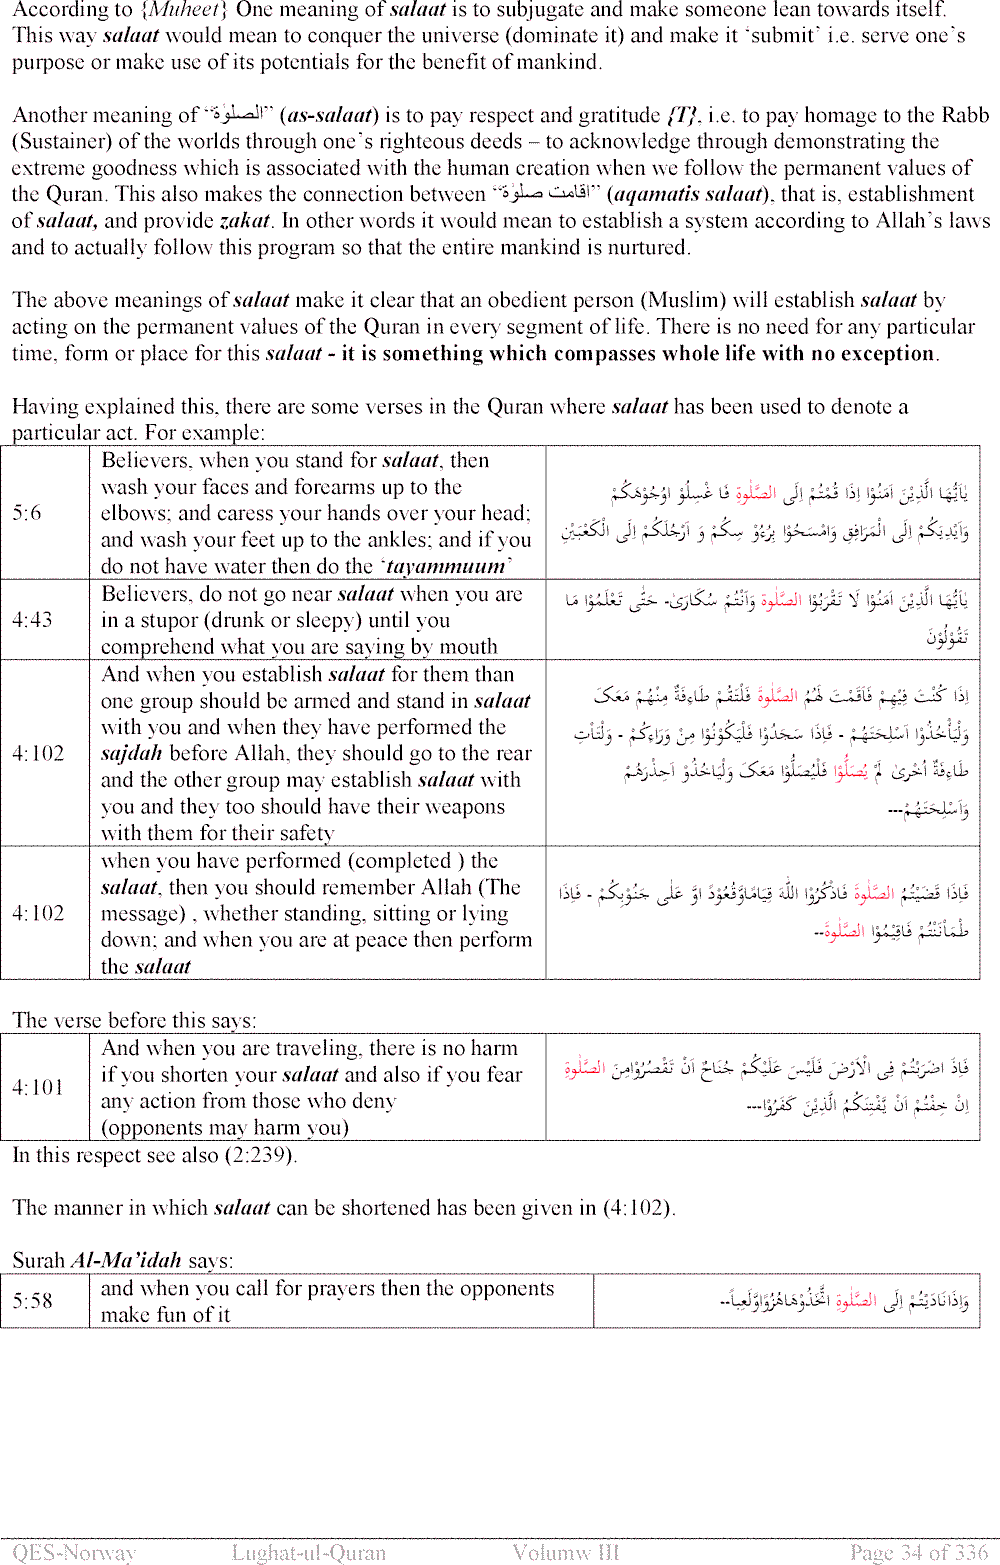 According to {Muheet} One meaning of salaat is to subjugate and make someone lean towards itself.
This way salaat would mean to conquer the universe (dominate it) and make it ‘submit’ i.e. serve one’s
purpose or make use of its potentials for the benefit of mankind.
Another meaning of “الصلوٰۃ” (as-salaat) is to pay respect and gratitude {T}, i.e. to pay homage to the Rabb
(Sustainer) of the worlds through one’s righteous deeds – to acknowledge through demonstrating the
extreme goodness which is associated with the human creation when we follow the permanent values of
the Quran. This also makes the connection between “اقامت صلوٰۃ” (aqamatis salaat), that is, establishment
of salaat, and provide zakat. In other words it would mean to establish a system according to Allah’s laws
and to actually follow this program so that the entire mankind is nurtured.
The above meanings of salaat make it clear that an obedient person (Muslim) will establish salaat by
acting on the permanent values of the Quran in every segment of life. There is no need for any particular
time, form or place for this salaat - it is something which compasses whole life with no exception.
Having explained this, there are some verses in the Quran where salaat has been used to denote a
particular act. For example:
5:6
Believers, when you stand for salaat, then
wash your faces and forearms up to the
elbows; and caress your hands over your head;
and wash your feet up to the ankles; and if you
do not have water then do the ‘tayammuum’
يٰاَيُّهَا الَّذِيْنَ اٰمَنُوْا اِذَا قُمْتُمْ اِلَى الصَّلٰوةِ فَا غْسِلُوْ اوُجُوْهَكُمْ
وَاَيْدِيَكُمْ اِلَى الْمَرَافِقِ وَامْسَحُوْا بِرُءُوْ سِكُمْ وَ اَرْجُلَكُمْ اِلَى الْكَعْبَيْنِ
4:43
Believers, do not go near salaat when you are
in a stupor (drunk or sleepy) until you
comprehend what you are saying by mouth
يٰاَيُّهَا الَّذِيْنَ اٰمَنُوْا لَا تَقْرَبُوْا الصَّلٰوةَ وَاَنْتُمْ سُكَارٰى- حَتّٰى تَعْلَمُوْا مَا
تَقُوْلُوْنَ
4:102
And when you establish salaat for them than
one group should be armed and stand in salaat
with you and when they have performed the
sajdah before Allah, they should go to the rear
and the other group may establish salaat with
you and they too should have their weapons
with them for their safety
اِذَا كُنْتَ فِيْهِمْ فَاَقَمْتَ لَهُمُ الصَّلٰوةَ فَلْتَقُمْ طَاءِفَةٌ مِنْهُمْ مَعَكَ
وَلْيَأْخُذُوْا اَسْلِحَتَهُمْ - فَاِذَا سَجَدُوْا فَلْيَكُوْنُوْا مِنْ وَرَاءِكُمْ - وَلْتَأْتِ
طَاءِفَةٌ اُخْرىٰ لَمْ يُصَلُّوْا فَلْيُصَلُّوْا مَعَكَ وَلْيَاخُذُوْ اَحِذْرَهُمْ
وَاَسْلِحَتَهُمْ---
4:102
when you have performed (completed ) the
salaat, then you should remember Allah (The
message) , whether standing, sitting or lying
down; and when you are at peace then perform
the salaat
فَاِذَا قَضَيْتُمُ الصَّلٰوةَ فَاذْكُرُوْا اللّٰهَ قِيَامًاوَّقُعُوْدً اوَّ عَلٰى جَنُوْبِكُمْ - فَاِذَا
طْمَأْنَنْتُمْ فَاقِيْمُوْا الصَّلٰوةَ--
The verse before this says:
4:101
And when you are traveling, there is no harm
if you shorten your salaat and also if you fear
any action from those who deny
(opponents may harm you)
فَاِذَ اضَرَبْتُمْ فِى الْاَرْضَ فَلَيْسَ عَلَيْكُمْ جُنَاحٌ اَنْ تَقْصُرُوْامِنَ الصَّلٰوةِ
اِنْ خِفْتُمْ اَنْ يَّفْتِنَكُمُ الَّذِيْنَ كَفَرُوْا---
In this respect see also (2:239).
The manner in which salaat can be shortened has been given in (4:102).
Surah Al-Ma’idah says:
5:58
and when you call for prayers then the opponents
make fun of it
وَاِذَانَادَيْتُمْ اِلَى الصَّلٰوةِ اتَّخَذُوْهَاهُزُوًاوَّلَعِباً--
QES-Norway Lughat-ul-Quran Volumw III Page 34 of 336